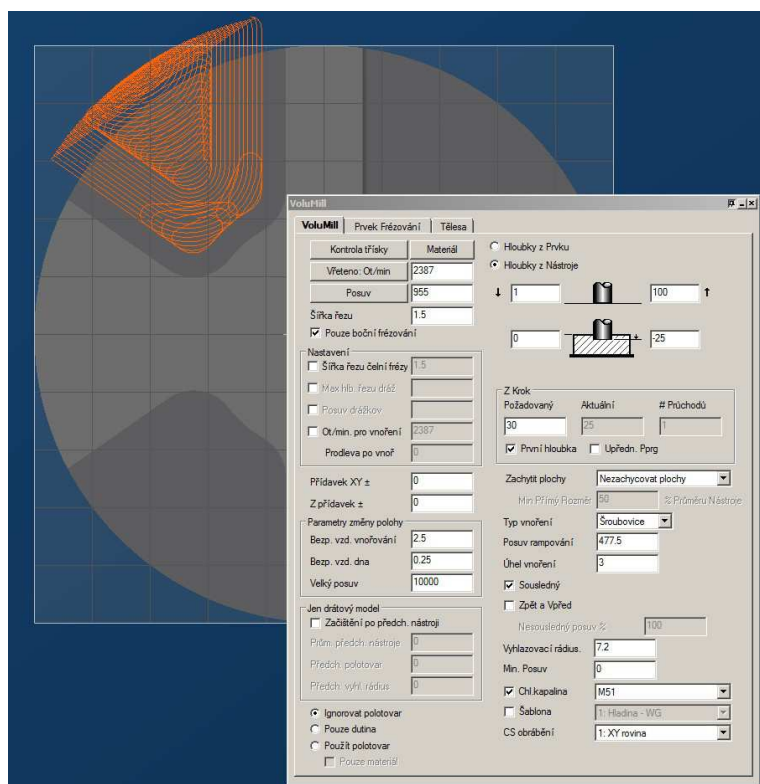 VoluMill
VoluMill Prvek Frézování Tělesa
Kontrola třísky Materiál
Vřeteno: Ot/min 2387
Posuv 955
Šířka řezu 1.5
Pouze boční frézování
Nastavení
Šířka řezu čelní frézy 1.5
Max hlb. řezu dráž
Posuv drážkov
Ot/min. pro vnoření 2387
Prodleva po vnoř 0
Přídavek XY ± 0
Z přídavek ± 0
Parametry změny polohy
Bezp. vzd. vnořování 2.5
Bezp. vzd. dna 0.25
Velký posuv 10000
Jen drátový model
Začištění po předch. nástroji
Prům. předch. nástroje 0
Předch. polotovar 0
Předch. výhl. rádius 0
Ignorovat polotovar
Pouze dutina
Použít polotovar
Pouze materiál
Hloubky z Prvku
Hloubky z Nástroje
1 100
0 -25
Z Krok
Požadovaný Aktuální # Průchodů
30 25 1
První hloubka Upředn. Pprg
Zachytit plochy Nezachycovat plochy
Min Přímý Rozměr 50 % Průměru Nástroje
Typ vnoření Šroubovice
Posuv rampování 477.5
Úhel vnoření 3
Sousledný
Zpět a Vpřed
Nesousledný posuv % 100
Vyhlazovací rádius. 7.2
Min. Posuv 0
Chl.kapalina M51
Šablona 1: Hladina - WG
CS obrábění 1: XY rovina